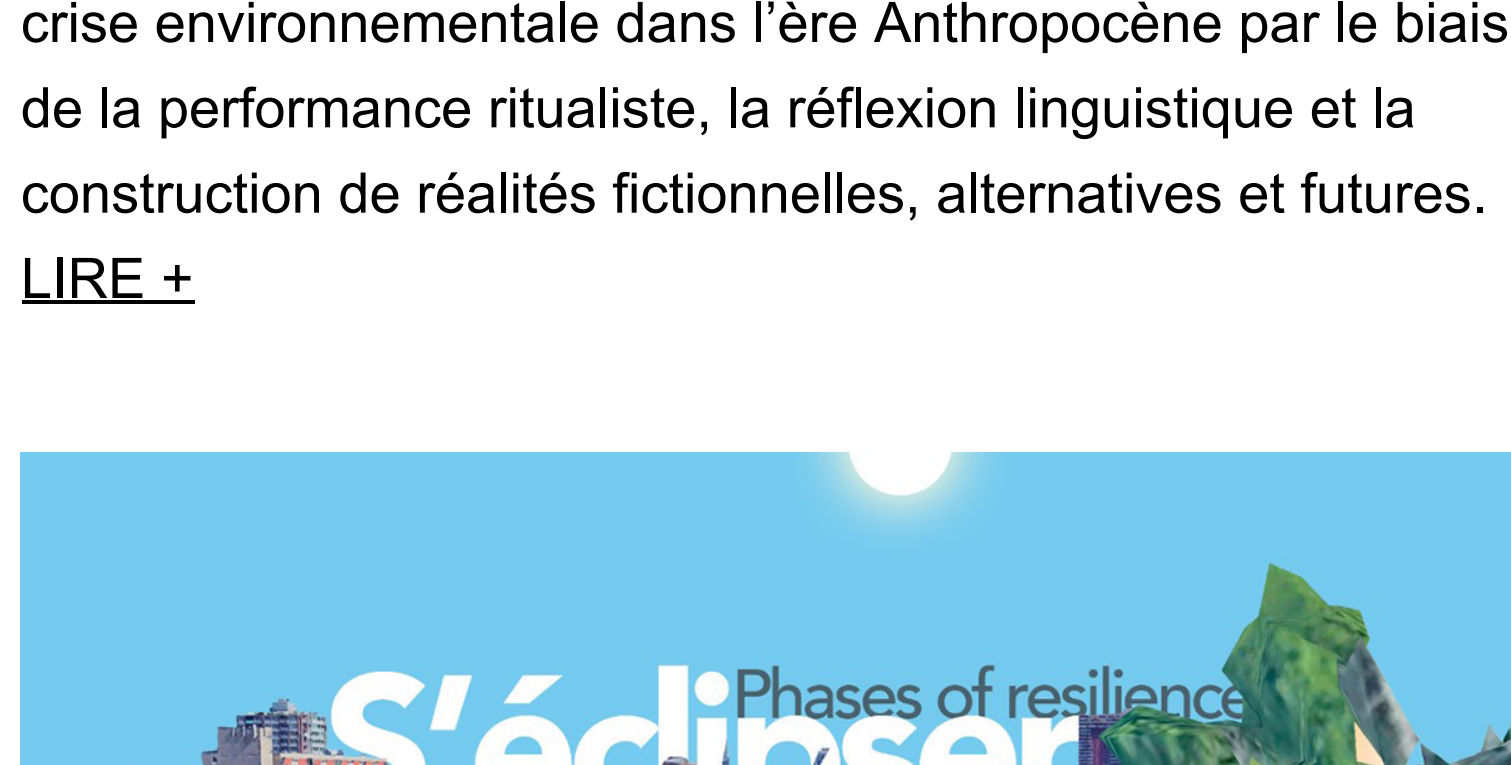 crise environnementale dans l’ère Anthropocène par le biais
de la performance ritualiste, la réflexion linguistique et la
construction de réalités fictionnelles, alternatives et futures.
LIRE +
Phases of resilience
S’éclipser